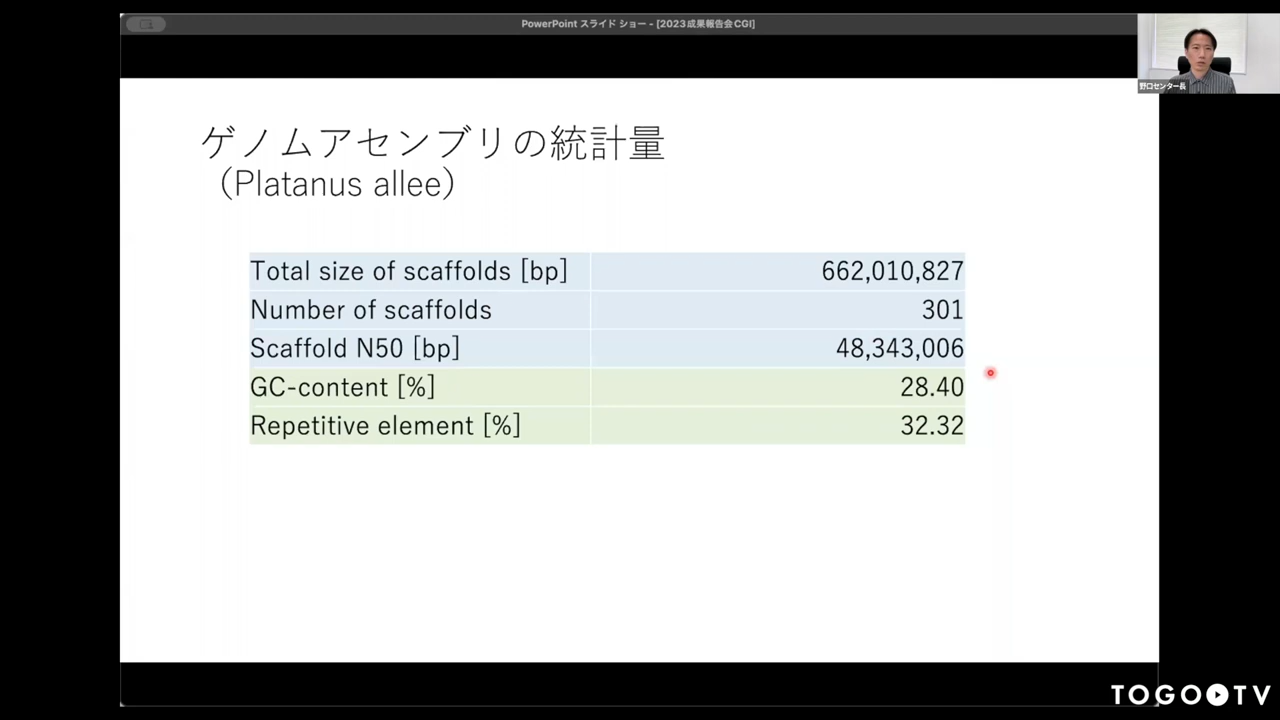 PowerPoint スライド ショー - [2023成果報告会CGI]
野口センター長
ゲノムアセンブリの統計量
（Platanus allee）
Total size of scaffolds [bp] 662,010,827
Number of scaffolds 301
Scaffold N50 [bp] 48,343,006
GC-content [%] 28.40
Repetitive element [%] 32.32
TOGO TV